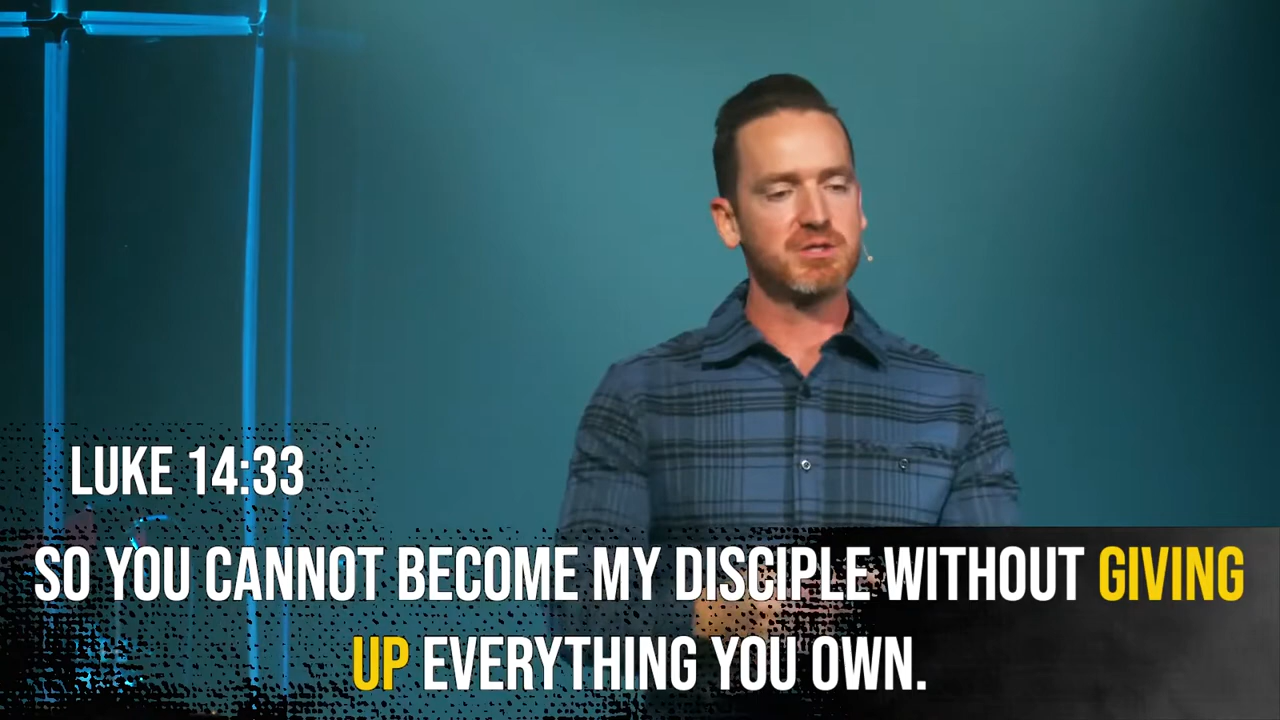 LUKE 14:33
SO YOU CANNOT BECOME MY DISCIPLE WITHOUT GIVING
UP EVERYTHING YOU OWN.